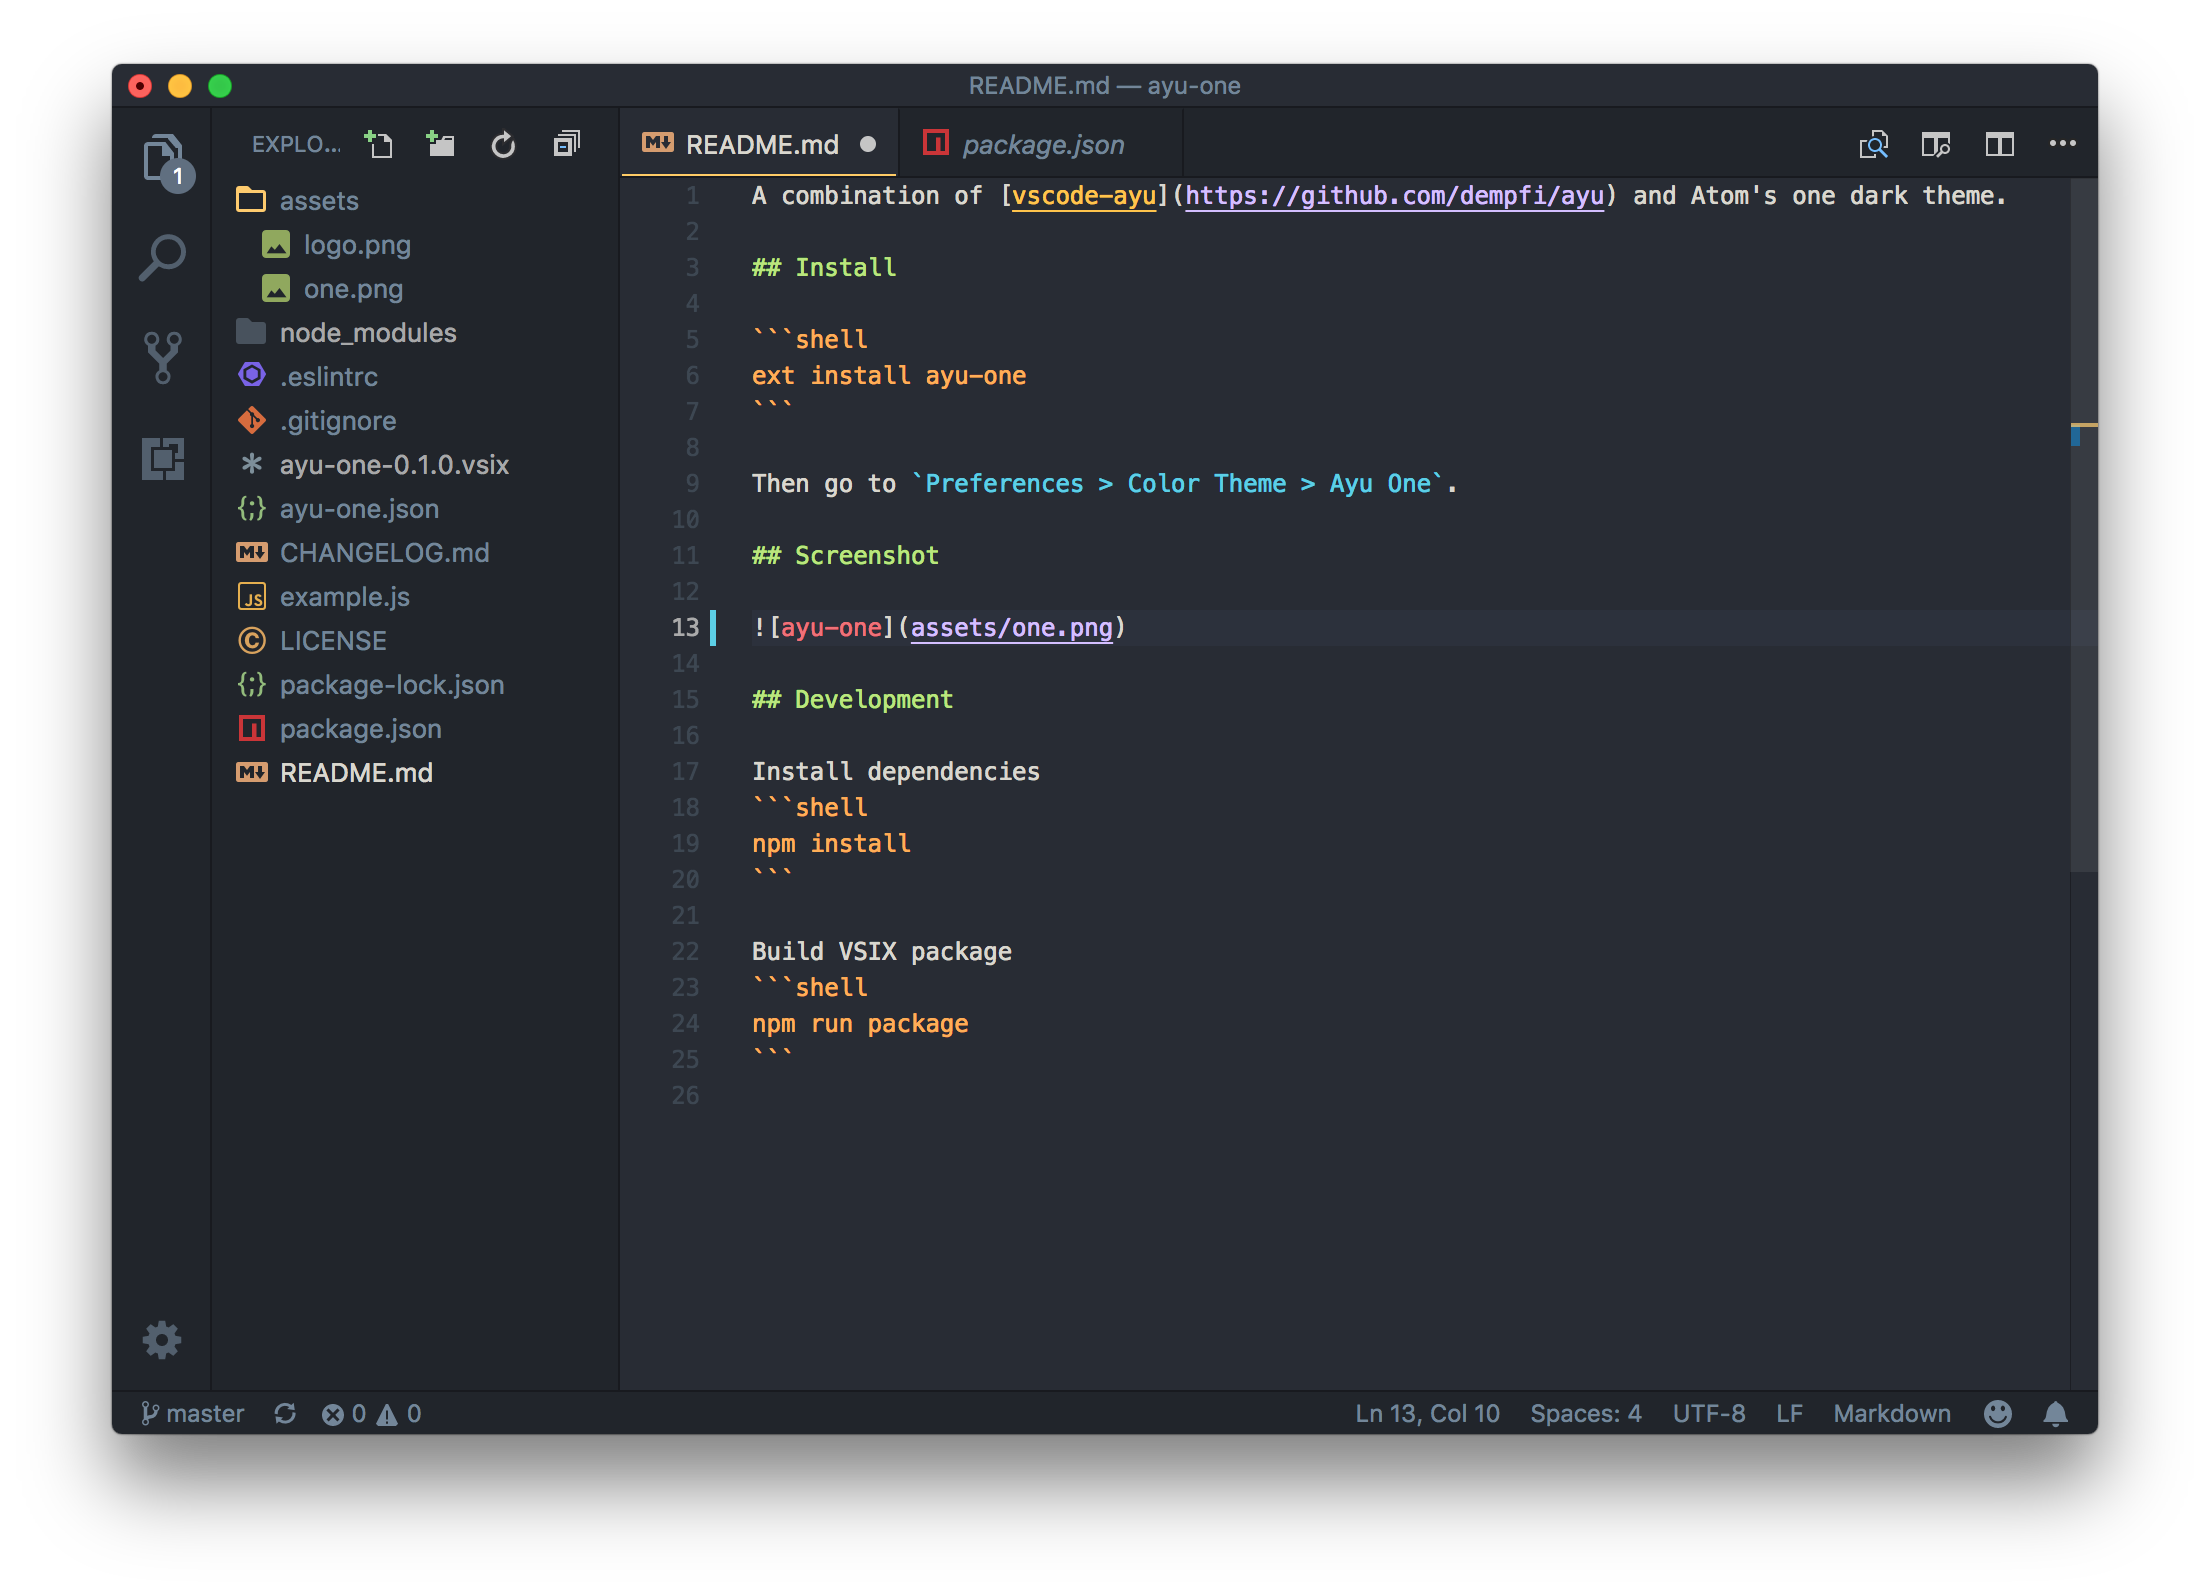 README.md — ayu-one
1
EXPLO...
README.md
package.json
assets
logo.png
one.png
node_modules
.eslintrc
.gitignore
ayu-one-0.1.0.vsix
{;} ayu-one.json
M↓ CHANGELOG.md
JS example.js
© LICENSE
{;} package-lock.json
package.json
M↓ README.md
1 A combination of [vscode-ayu](https://github.com/dempfi/ayu) and Atom's one dark theme.
2
3 ## Install
4
5 ```shell
6 ext install ayu-one
7 ```
8
9 Then go to `Preferences > Color Theme > Ayu One`.
10
11 ## Screenshot
12
13 ![ayu-one](assets/one.png)
14
15 ## Development
16
17 Install dependencies
18 ```shell
19 npm install
20 ```
21
22 Build VSIX package
23 ```shell
24 npm run package
25 ```
26
master 0 0 Ln 13, Col 10 Spaces: 4 UTF-8 LF Markdown